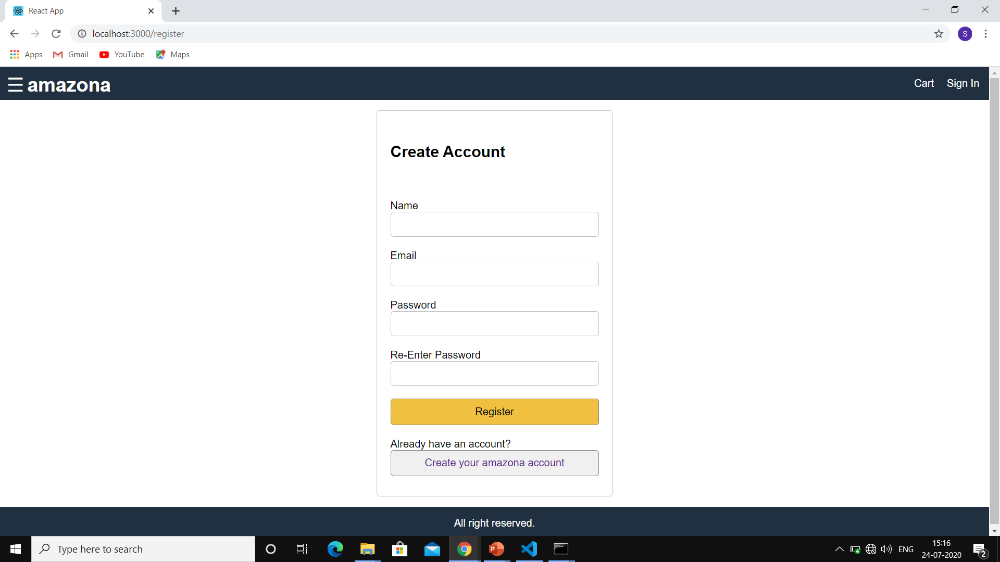 React App
localhost:3000/register
S
Apps Gmail YouTube Maps
☰ amazona Cart Sign In
Create Account
Name
Email
Password
Re-Enter Password
Register
Already have an account?
Create your amazona account
All right reserved.
Type here to search
P
ENG
15:16
24-07-2020
2